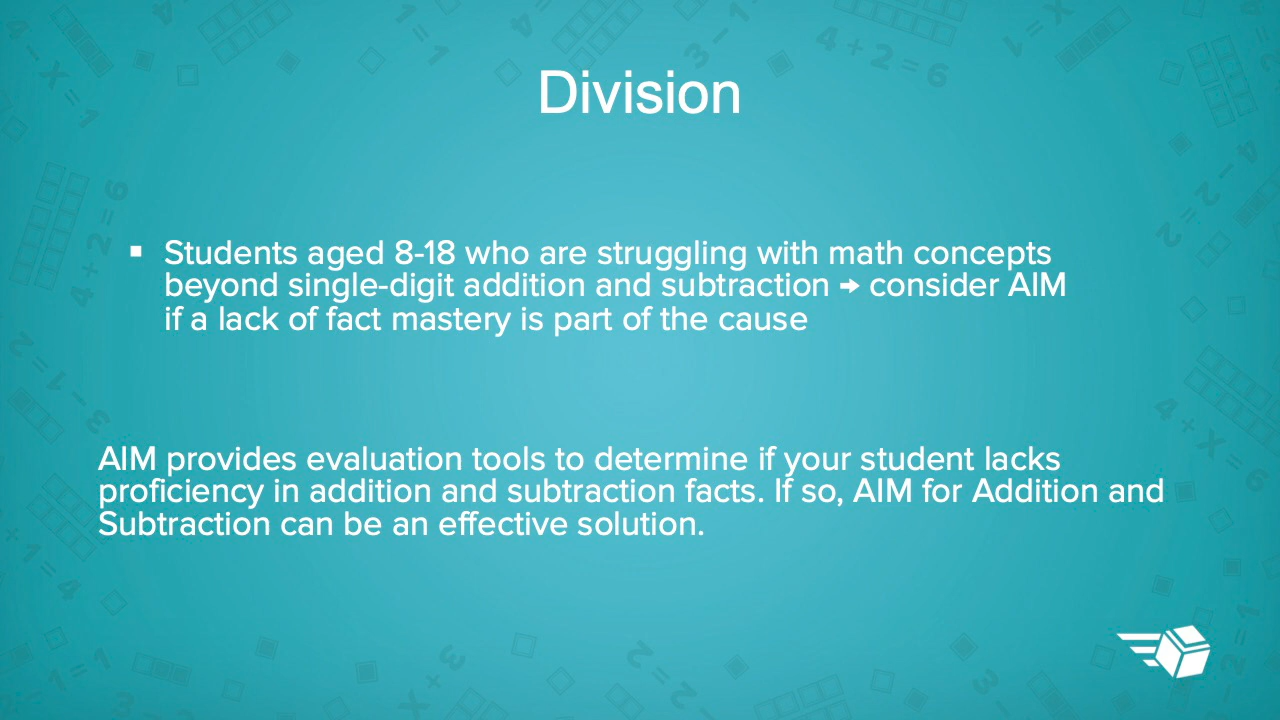 Division
▪ Students aged 8-18 who are struggling with math concepts
beyond single-digit addition and subtraction → consider AIM
if a lack of fact mastery is part of the cause
AIM provides evaluation tools to determine if your student lacks
proficiency in addition and subtraction facts. If so, AIM for Addition and
Subtraction can be an effective solution.